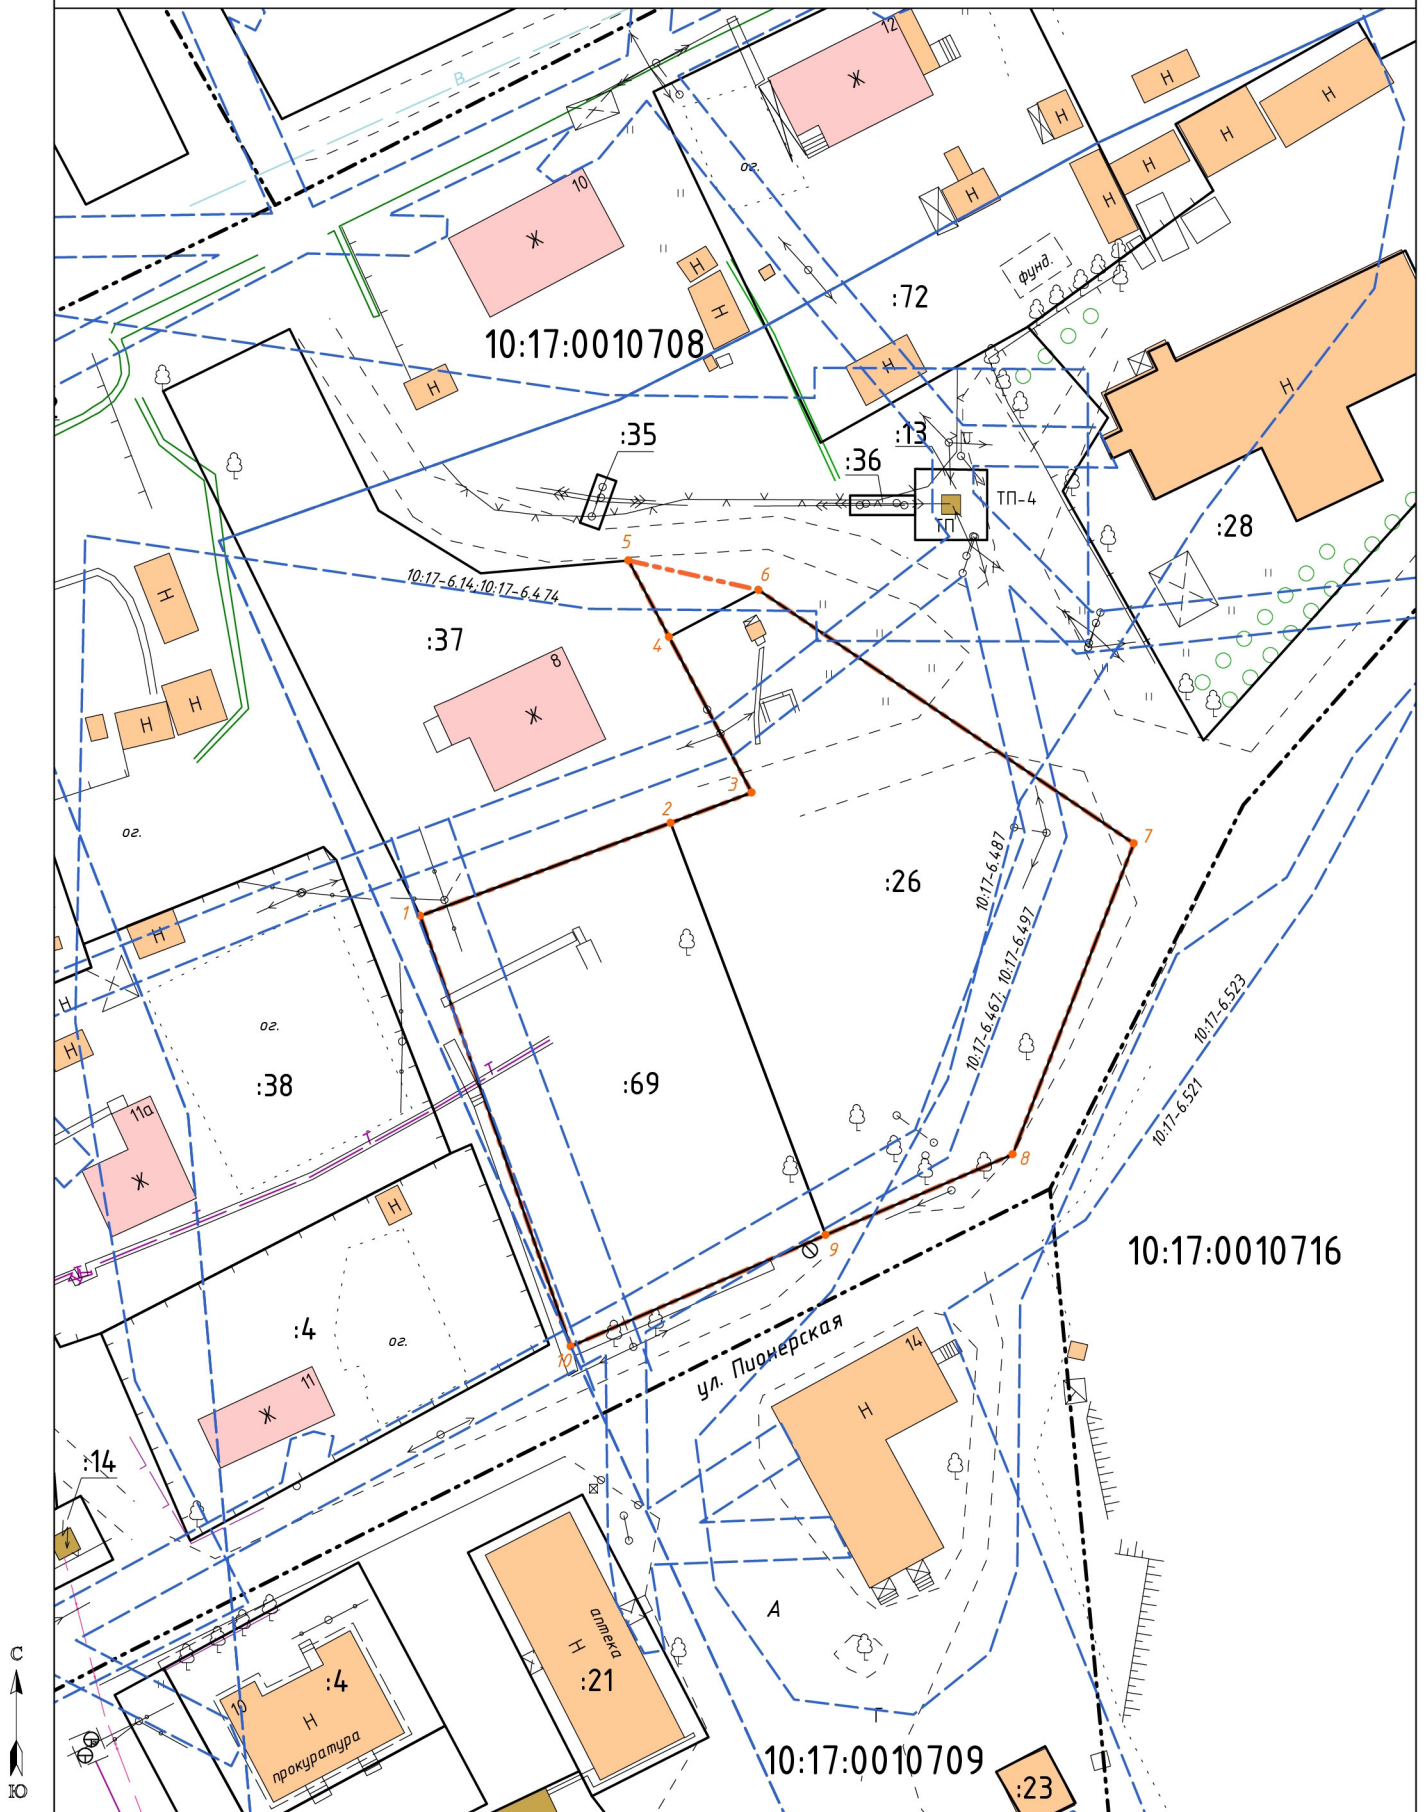 12
Ж
Н
В
Н
Н
Н
Н
Н
ог.
10
Ж
Н
Н
фунд.
:72
Н
10:17:0010708
Н
Н
Н
:35
:13
:36
ТП-4
ТП
:28
5
6
10:17-6.14;10:17-6.4 74
Н
:37
4
8
Ж
Н
Н
3
2
7
ог.
10:17-6.487
:26
1
Н
10:17-6.467; 10:17-6.497
Н
10:17-6.523
ог.
Н
:38
Т
:69
Т
11а
10:17-6.521
8
Ж
Н
9
10:17:0010716
:4
ог.
ул. Пионерская
10
14
11
Ж
Н
:14
аптека
Н
А
С
:4
:21
10
Н
Г
прокуратура
10:17:0010709
:23
Ю